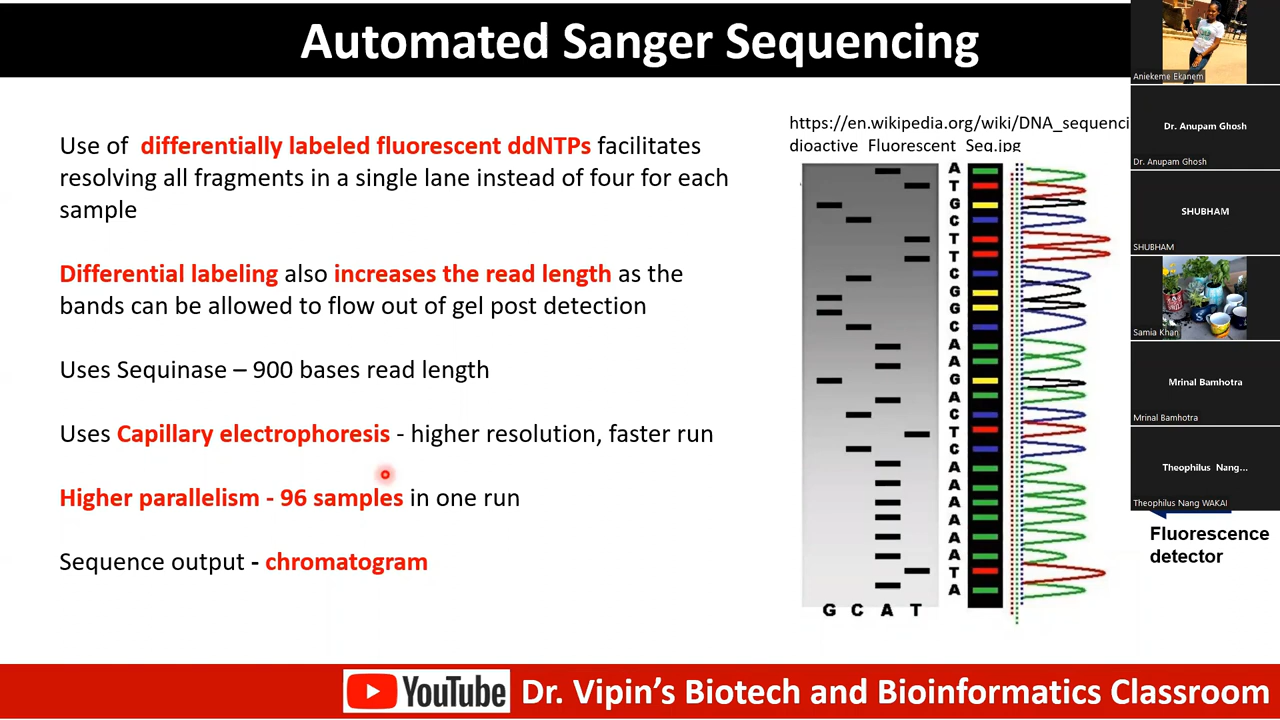 Automated Sanger Sequencing
Use of differentially labeled fluorescent ddNTPs facilitates
resolving all fragments in a single lane instead of four for each
sample
Differential labeling also increases the read length as the
bands can be allowed to flow out of gel post detection
Uses Sequinase – 900 bases read length
Uses Capillary electrophoresis - higher resolution, faster run
Higher parallelism - 96 samples in one run
Sequence output - chromatogram
https://en.wikipedia.org/wiki/DNA_sequenci
dioactive_Fluorescent_Seq.jpg
A
T
G
C
T
T
C
G
G
C
A
A
G
A
C
T
C
A
A
A
A
A
A
T
A
G C A T
Aniekeme Ekanem
Dr. Anupam Ghosh
Dr. Anupam Ghosh
SHUBHAM
SHUBHAM
Samia Khan
Mrinal Bamhotra
Mrinal Bamhotra
Theophilus Nang...
Theophilus Nang WAKAI
Fluorescence
detector
YouTube Dr. Vipin's Biotech and Bioinformatics Classroom